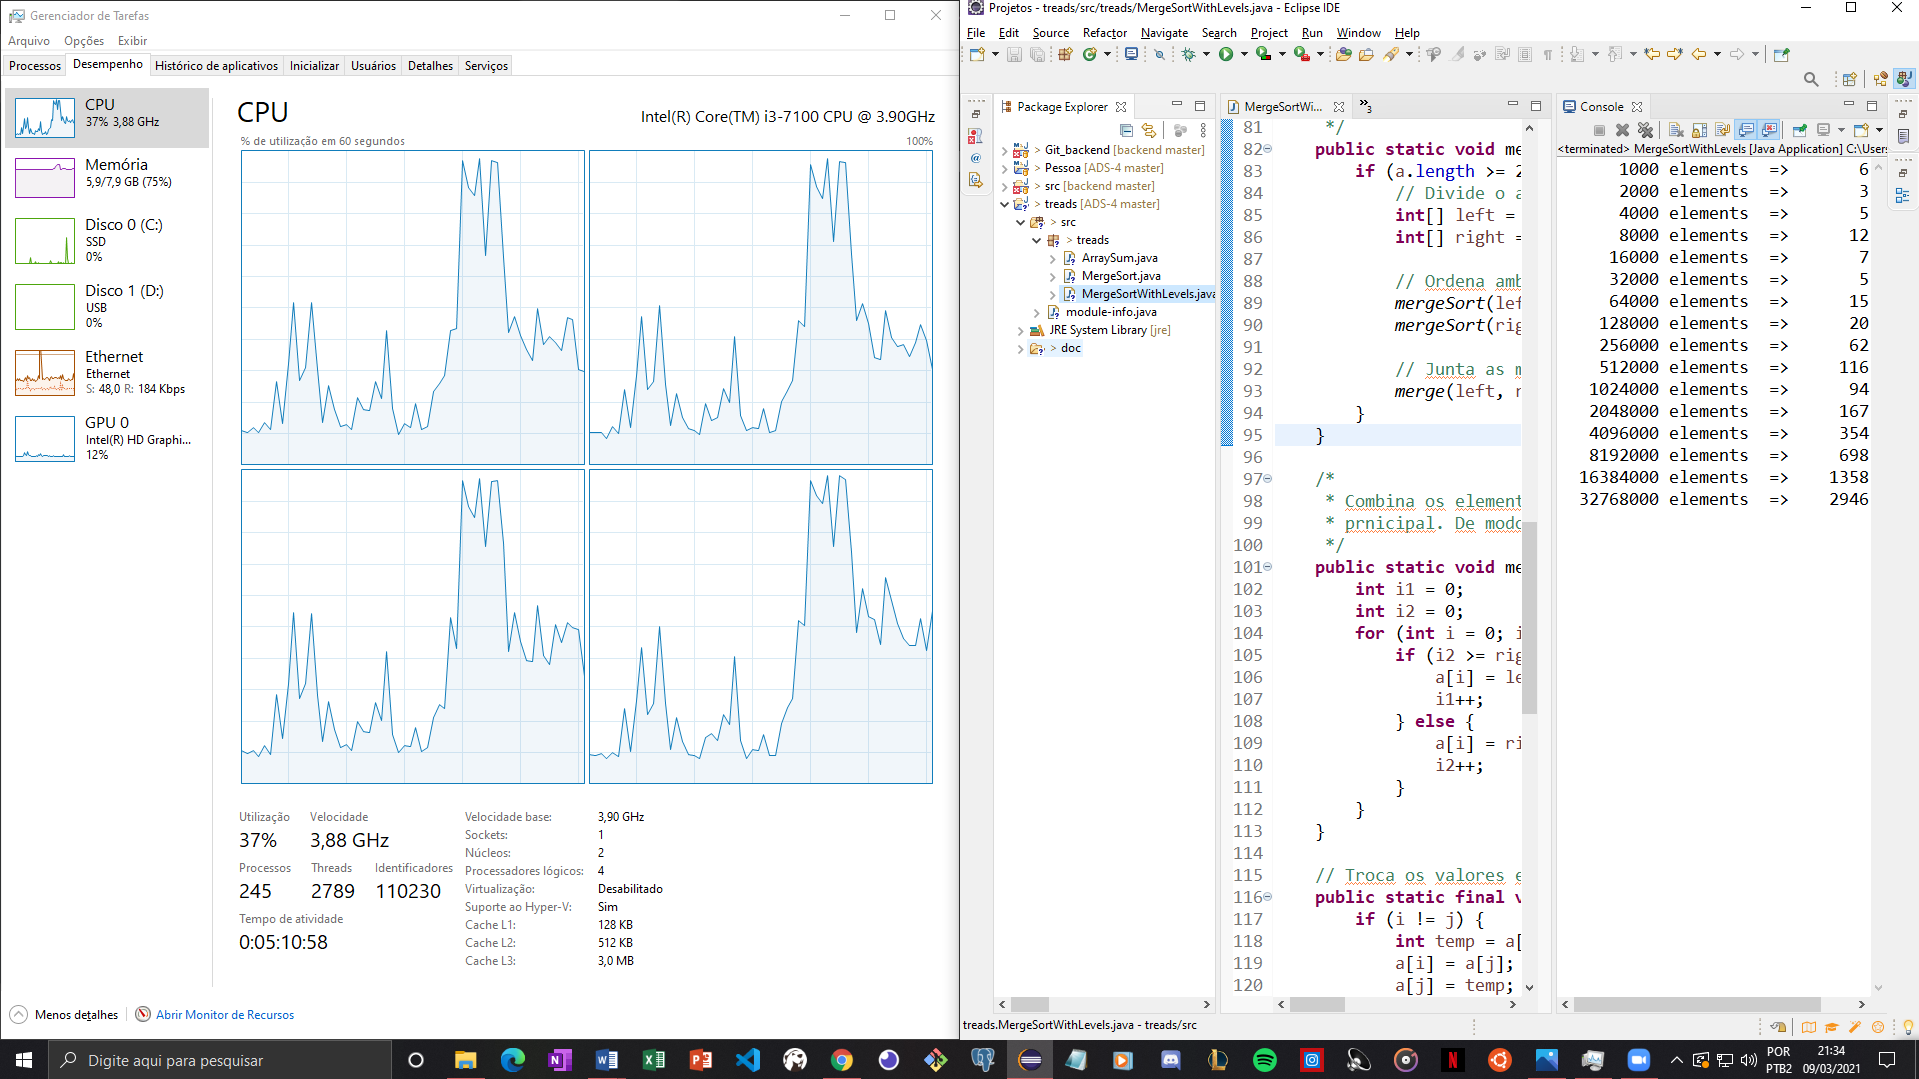 Gerenciador de Tarefas
Arquivo Opções Exibir
Processos Desempenho Histórico de aplicativos Inicializar Usuários Detalhes Serviços
CPU
37% 3,88 GHz
Memória
5,9/7,9 GB (75%)
Disco 0 (C:)
SSD
0%
Disco 1 (D:)
USB
0%
Ethernet
Ethernet
S: 48,0 R: 184 Kbps
GPU 0
Intel(R) HD Graphi...
12%
CPU
Intel(R) Core(TM) i3-7100 CPU @ 3.90GHz
% de utilização em 60 segundos 100%
Utilização Velocidade
37% 3,88 GHz
Processos Threads Identificadores
245 2789 110230
Tempo de atividade
0:05:10:58
Velocidade base: 3,90 GHz
Sockets: 1
Núcleos: 2
Processadores lógicos: 4
Virtualização: Desabilitado
Suporte ao Hyper-V: Sim
Cache L1: 128 KB
Cache L2: 512 KB
Cache L3: 3,0 MB
Menos detalhes Abrir Monitor de Recursos
Projetos - treads/src/treads/MergeSortWithLevels.java - Eclipse IDE
File Edit Source Refactor Navigate Search Project Run Window Help
Package Explorer
> Git_backend [backend master]
> Pessoa [ADS-4 master]
> src [backend master]
> treads [ADS-4 master]
> src
> treads
ArraySum.java
MergeSort.java
MergeSortWithLevels.java
module-info.java
JRE System Library [jre]
> doc
MergeSortWi... »3
81 */
82 public static void me
83 if (a.length >= 2
84 // Divide o a
85 int[] left =
86 int[] right =
87
88 // Ordena amb
89 mergeSort(lef
90 mergeSort(rig
91
92 // Junta as m
93 merge(left, r
94 }
95 }
96
97 /*
98 * Combina os element
99 * prnicipal. De modo
100 */
101 public static void me
102 int i1 = 0;
103 int i2 = 0;
104 for (int i = 0; i
105 if (i2 >= rig
106 a[i] = le
107 i1++;
108 } else {
109 a[i] = ri
110 i2++;
111 }
112 }
113 }
114
115 // Troca os valores e
116 public static final v
117 if (i != j) {
118 int temp = a[
119 a[i] = a[j];
120 a[j] = temp;
Console
<terminated> MergeSortWithLevels [Java Application] C:\Users
1000 elements => 6
2000 elements => 3
4000 elements => 5
8000 elements => 12
16000 elements => 7
32000 elements => 5
64000 elements => 15
128000 elements => 20
256000 elements => 62
512000 elements => 116
1024000 elements => 94
2048000 elements => 167
4096000 elements => 354
8192000 elements => 698
16384000 elements => 1358
32768000 elements => 2946
treads.MergeSortWithLevels.java - treads/src
Digite aqui para pesquisar
POR
PTB2
21:34
09/03/2021